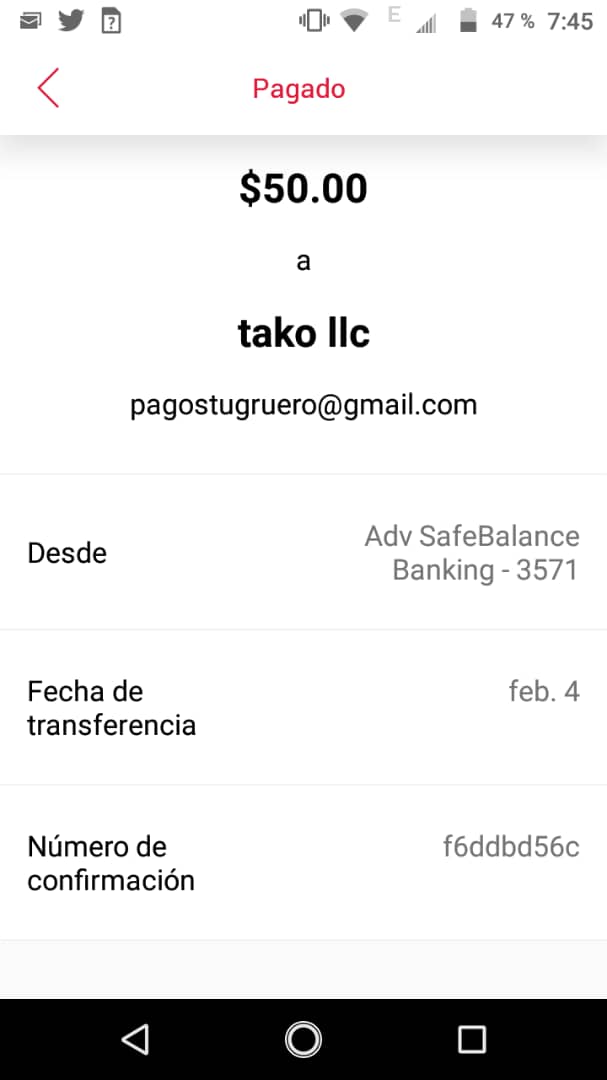 E 47 % 7:45
Pagado
$50.00
a
tako llc
pagostugruero@gmail.com
Desde
Adv SafeBalance
Banking - 3571
Fecha de
transferencia
feb. 4
Número de
confirmación
f6ddbd56c